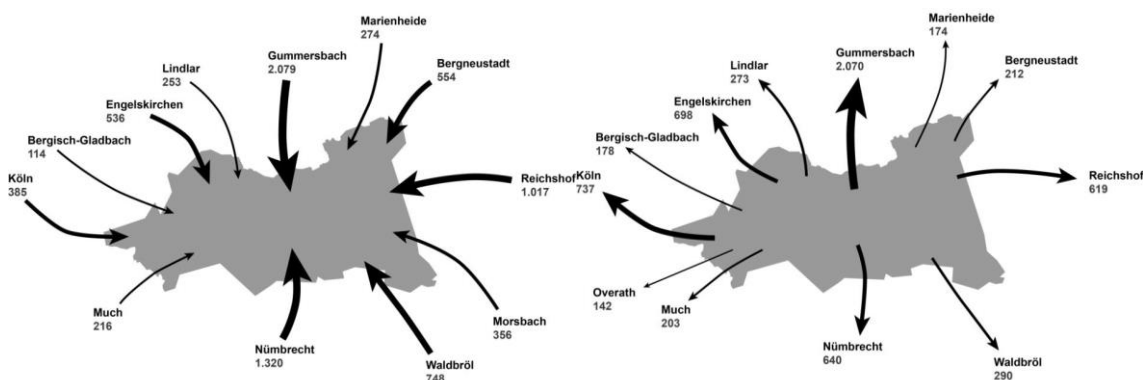 Marienheide
274
Gummersbach
2.079
Bergneustadt
554
Lindlar
253
Engelskirchen
536
Bergisch-Gladbach
114
Köln
385
Reichshof
1.017
Much
216
Morsbach
356
Nümbrecht
1.320
Waldbröl
748
Marienheide
174
Gummersbach
2.070
Bergneustadt
212
Lindlar
273
Engelskirchen
698
Bergisch-Gladbach
178
Köln
737
Reichshof
619
Overath
142
Much
203
Nümbrecht
640
Waldbröl
290